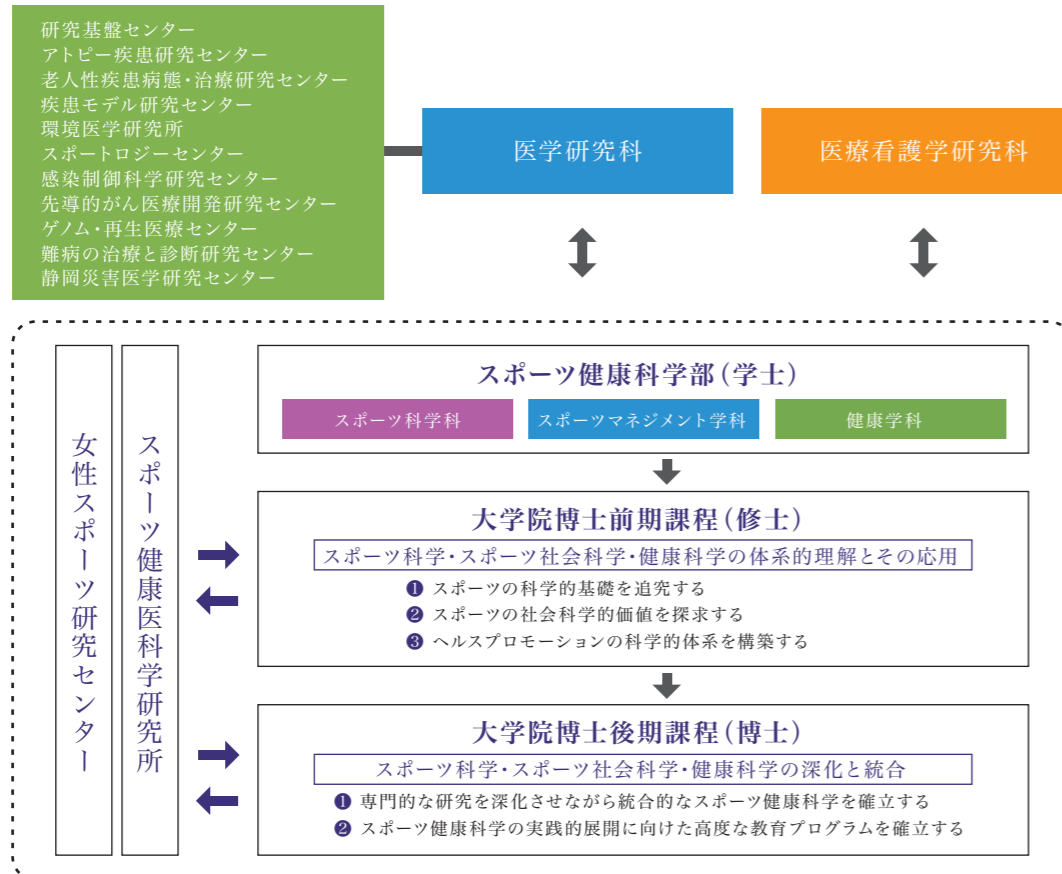 研究基盤センター
アトピー疾患研究センター
老人性疾患病態・治療研究センター
疾患モデル研究センター
環境医学研究所
スポートロジーセンター
感染制御科学研究センター
先導的がん医療開発研究センター
ゲノム・再生医療センター
難病の治療と診断研究センター
静岡災害医学研究センター
医学研究科
医療看護学研究科
女性スポーツ研究センター
スポーツ健康医科学研究所
スポーツ健康科学部(学士)
スポーツ科学科
スポーツマネジメント学科
健康学科
大学院博士前期課程(修士)
スポーツ科学・スポーツ社会科学・健康科学の体系的理解とその応用
❶ スポーツの科学的基礎を追究する
❷ スポーツの社会科学的価値を探求する
❸ ヘルスプロモーションの科学的体系を構築する
大学院博士後期課程(博士)
スポーツ科学・スポーツ社会科学・健康科学の深化と統合
❶ 専門的な研究を深化させながら統合的なスポーツ健康科学を確立する
❷ スポーツ健康科学の実践的展開に向けた高度な教育プログラムを確立する